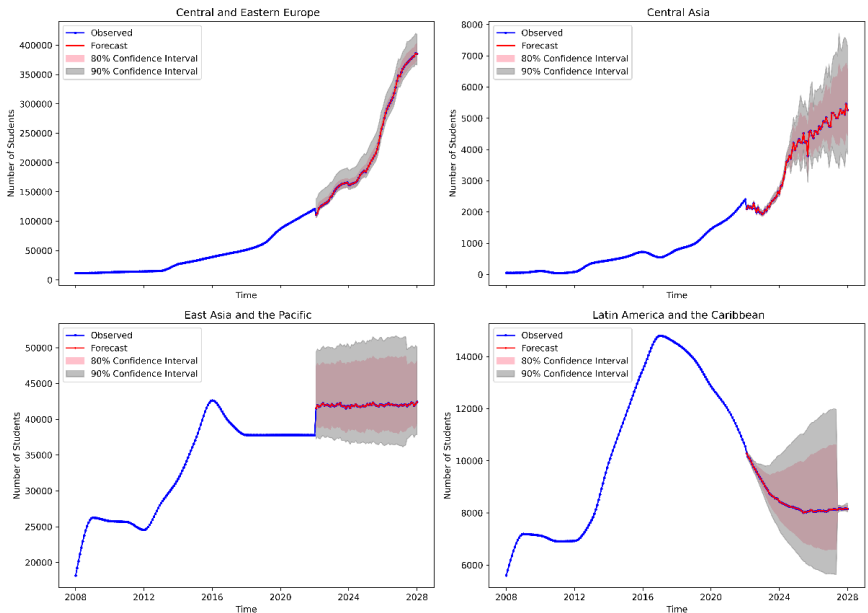 Central and Eastern Europe
Observed
Forecast
80% Confidence Interval
90% Confidence Interval
400000
350000
300000
250000
200000
150000
100000
50000
0
Number of Students
Time
Central Asia
Observed
Forecast
80% Confidence Interval
90% Confidence Interval
8000
7000
6000
5000
4000
3000
2000
1000
0
Number of Students
Time
East Asia and the Pacific
Observed
Forecast
80% Confidence Interval
90% Confidence Interval
50000
45000
40000
35000
30000
25000
20000
Number of Students
2008
2012
2016
2020
2024
2028
Time
Latin America and the Caribbean
Observed
Forecast
80% Confidence Interval
90% Confidence Interval
14000
12000
10000
8000
6000
Number of Students
2008
2012
2016
2020
2024
2028
Time